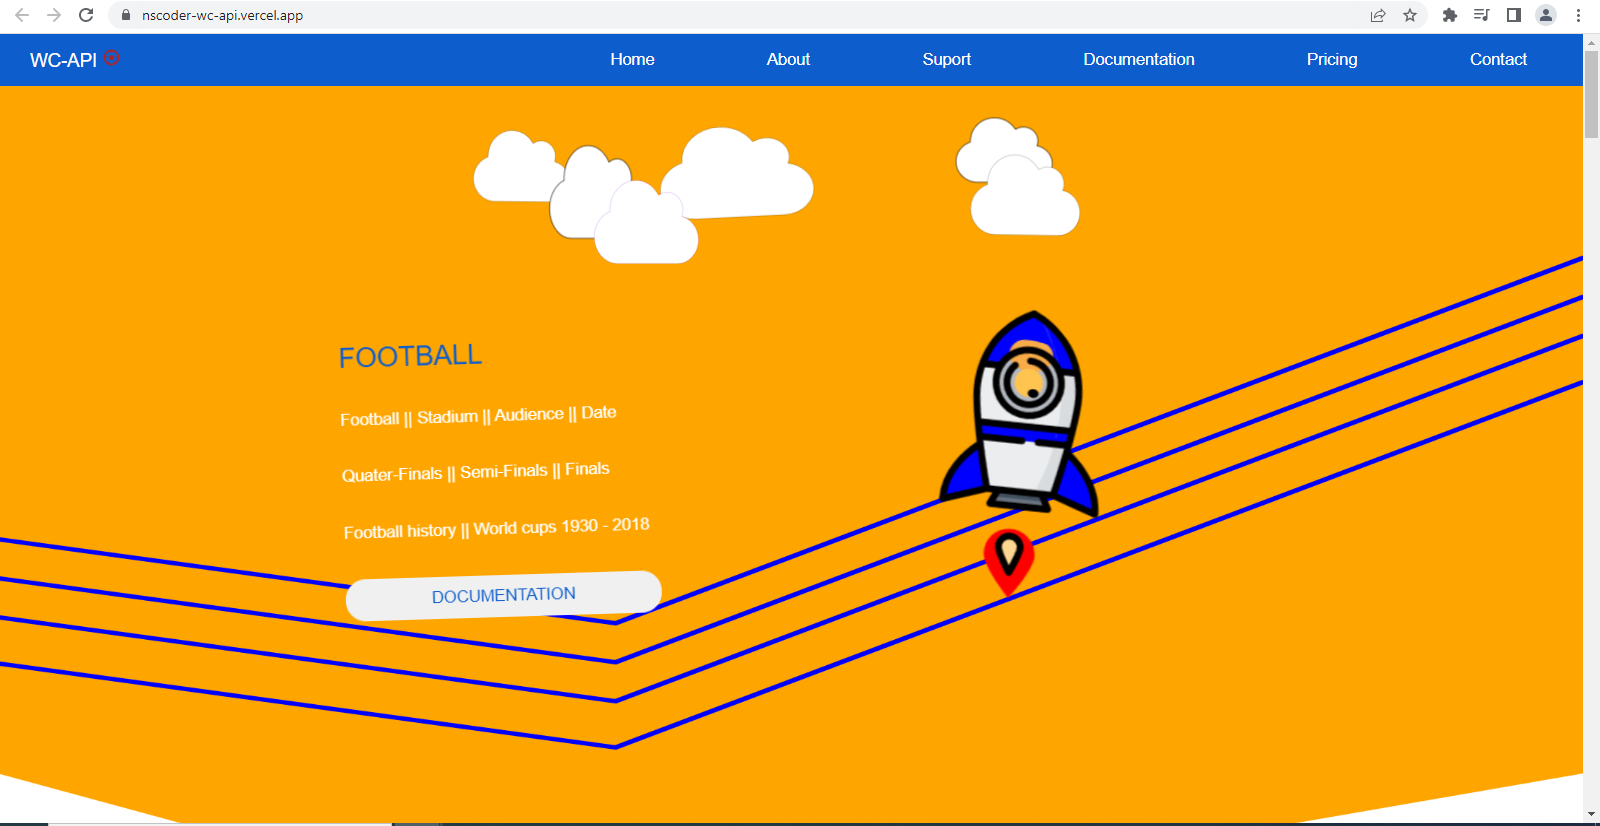 nscoder-wc-api.vercel.app
WC-API Home About Suport Documentation Pricing Contact
FOOTBALL
Football || Stadium || Audience || Date
Quater-Finals || Semi-Finals || Finals
Football history || World cups 1930 - 2018
DOCUMENTATION